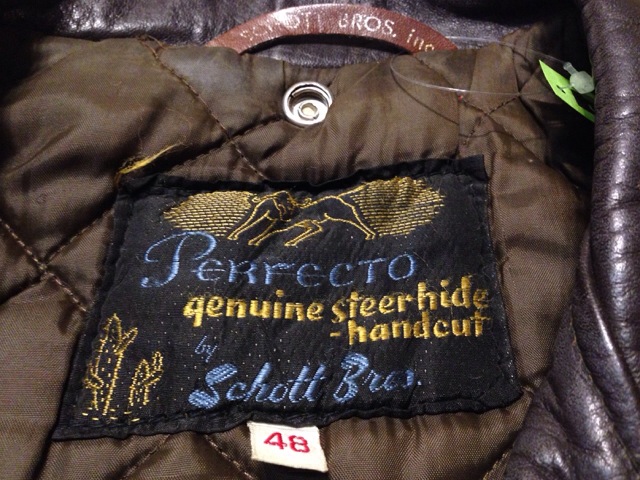 SCHOTT BROS. inc
PERFECTO
genuine steerhide
-handcut
by
Schott Bros.
48